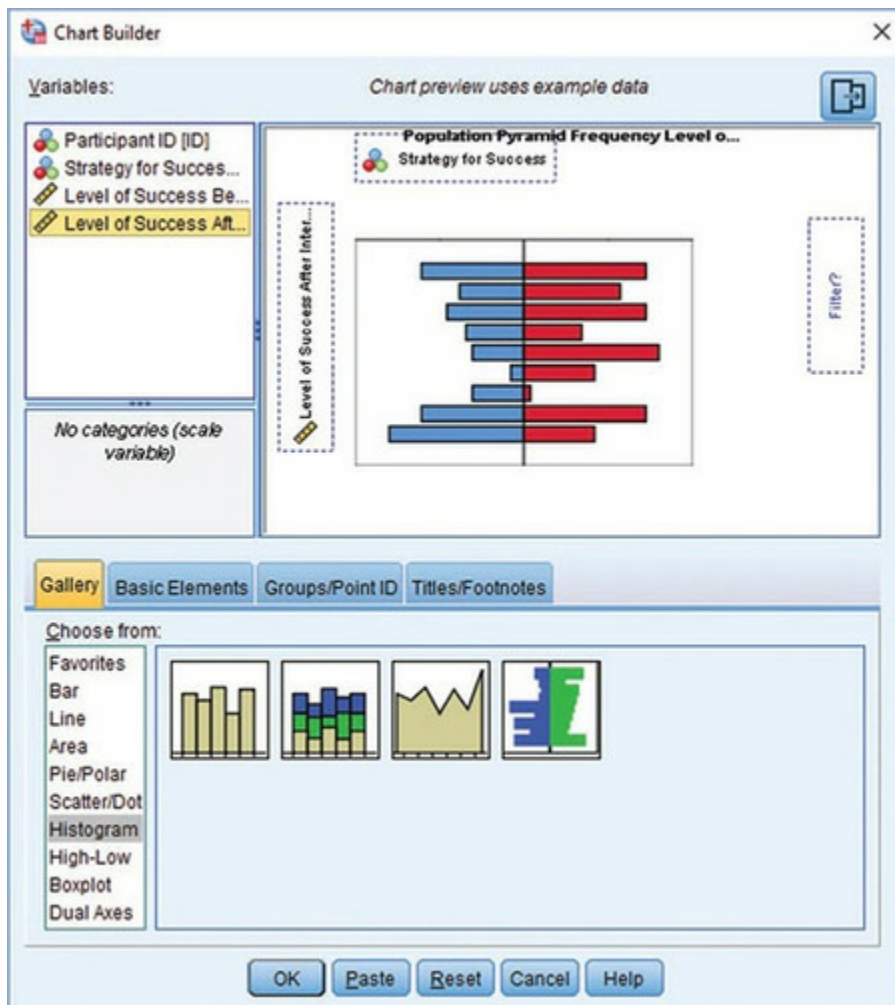 Chart Builder
Variables:
Chart preview uses example data
Participant ID [ID]
Strategy for Succes...
Level of Success Be...
Level of Success Aft...
No categories (scale
variable)
Population Pyramid Frequency Level o...
Strategy for Success
Level of Success After Inter...
Filter?
Gallery
Basic Elements
Groups/Point ID
Titles/Footnotes
Choose from:
Favorites
Bar
Line
Area
Pie/Polar
Scatter/Dot
Histogram
High-Low
Boxplot
Dual Axes
OK
Paste
Reset
Cancel
Help